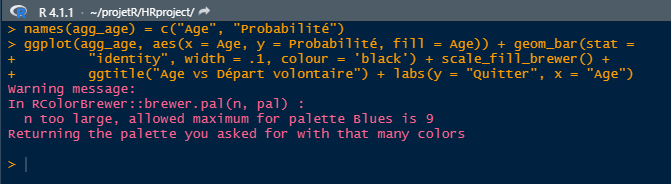 R 4.1.1 · ~/projetR/HRproject/
> names(agg_age) = c("Age", "Probabilité")
> ggplot(agg_age, aes(x = Age, y = Probabilité, fill = Age)) + geom_bar(stat =
+ "identity", width = .1, colour = 'black') + scale_fill_brewer() +
+ ggtitle("Age vs Départ volontaire") + labs(y = "Quitter", x = "Age")
Warning message:
In RColorBrewer::brewer.pal(n, pal) :
n too large, allowed maximum for palette Blues is 9
Returning the palette you asked for with that many colors
>